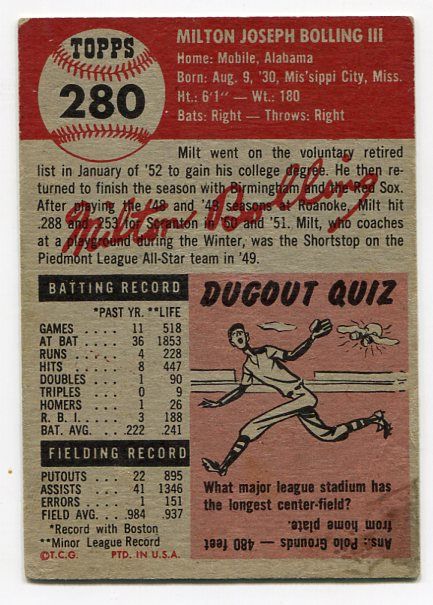 TOPPS
280
MILTON JOSEPH BOLLING III
Home: Mobile, Alabama
Born: Aug. 9, '30, Mis'sippi City, Miss.
Ht.: 6'1" — Wt.: 180
Bats: Right — Throws: Right
Milt went on the voluntary retired
list in January of '52 to gain his college degree. He then re-
turned to finish the season with Birmingham and the Red Sox.
After playing the '48 and '49 seasons at Roanoke, Milt hit
.288 and .253 for Scranton in '50 and '51. Milt, who coaches
at a playground during the Winter, was the Shortstop on the
Piedmont League All-Star team in '49.
Milton Bolling
BATTING RECORD
*PAST YR. **LIFE
GAMES . . . 11 518
AT BAT . . . 36 1853
RUNS . . . . 4 228
HITS . . . . 8 447
DOUBLES . . 1 90
TRIPLES . . . 0 9
HOMERS . . . 1 26
R. B. I. . . . . 3 188
BAT. AVG. . .222 .241
FIELDING RECORD
PUTOUTS . . 22 895
ASSISTS . . . 41 1346
ERRORS . . . 1 151
FIELD AVG. .984 .937
*Record with Boston
**Minor League Record
©T.C.G. PTD. IN U.S.A.
DUGOUT QUIZ
What major league stadium has
the longest center-field?
Ans.: Polo Grounds — 480 feet
from home plate.